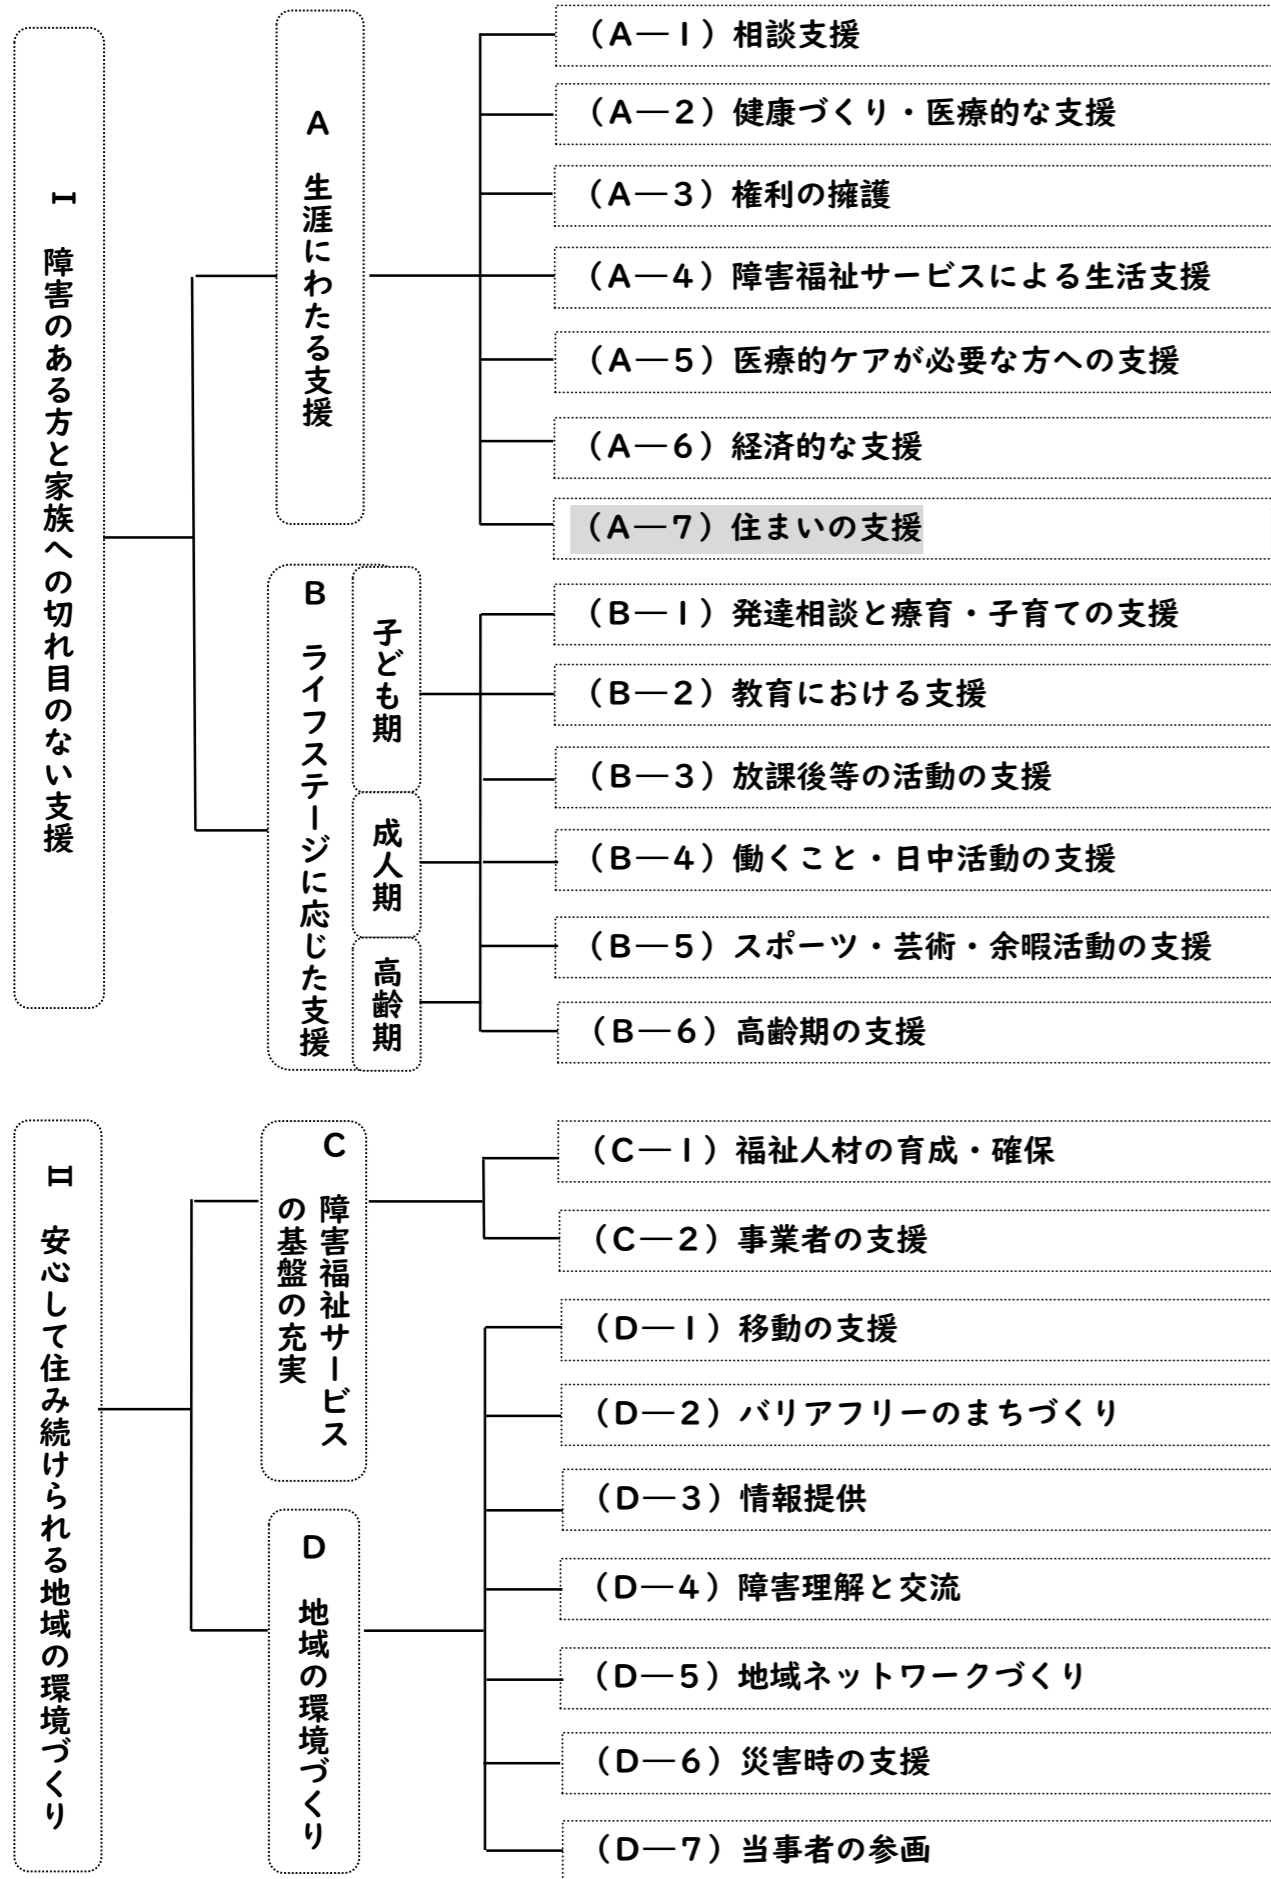 Ⅰ 障害のある方と家族への切れ目のない支援
A 生涯にわたる支援
(A―1)相談支援
(A―2)健康づくり・医療的な支援
(A―3)権利の擁護
(A―4)障害福祉サービスによる生活支援
(A―5)医療的ケアが必要な方への支援
(A―6)経済的な支援
(A―7)住まいの支援
B ライフステージに応じた支援
子ども期
成人期
高齢期
(B―1)発達相談と療育・子育ての支援
(B―2)教育における支援
(B―3)放課後等の活動の支援
(B―4)働くこと・日中活動の支援
(B―5)スポーツ・芸術・余暇活動の支援
(B―6)高齢期の支援
Ⅱ 安心して住み続けられる地域の環境づくり
C 障害福祉サービス
の基盤の充実
(C―1)福祉人材の育成・確保
(C―2)事業者の支援
D 地域の環境づくり
(D―1)移動の支援
(D―2)バリアフリーのまちづくり
(D―3)情報提供
(D―4)障害理解と交流
(D―5)地域ネットワークづくり
(D―6)災害時の支援
(D―7)当事者の参画